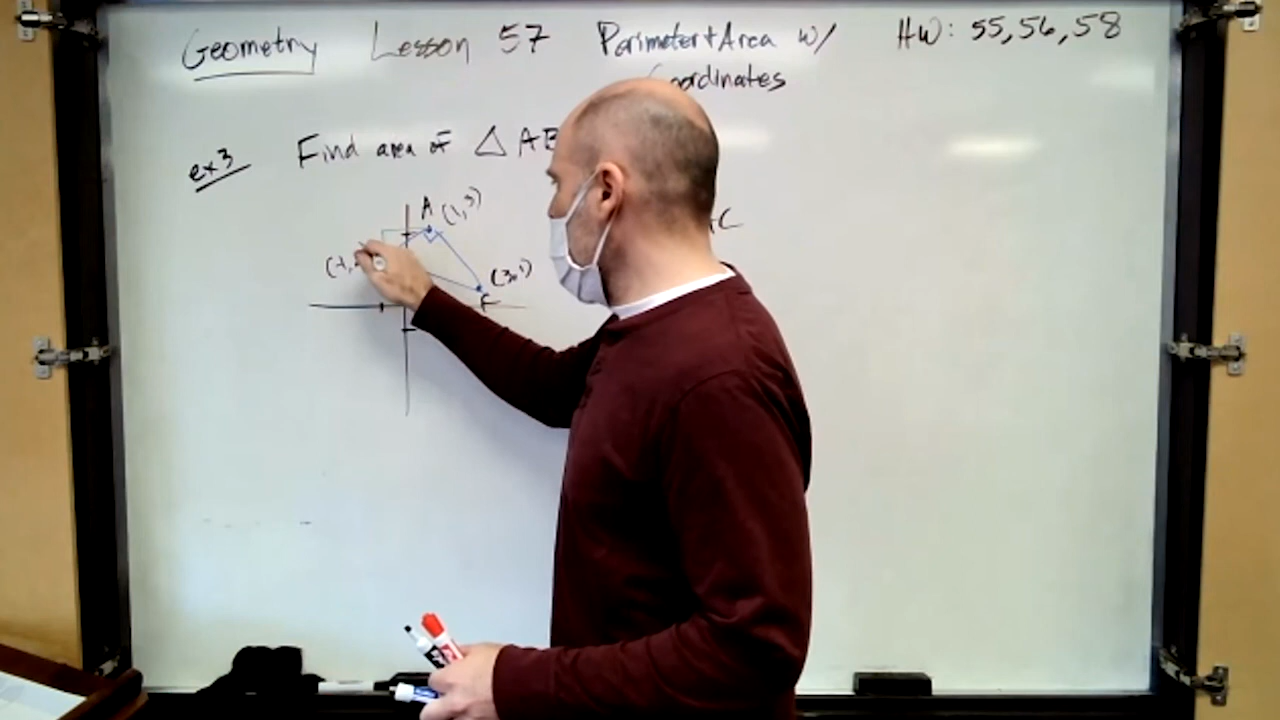 Geometry Lesson 57 Perimeter + Area w/ HW: 55, 56, 58
Coordinates
ex3 Find area of △ AB
A (1,3)
(-1,
(3,1)
C
C